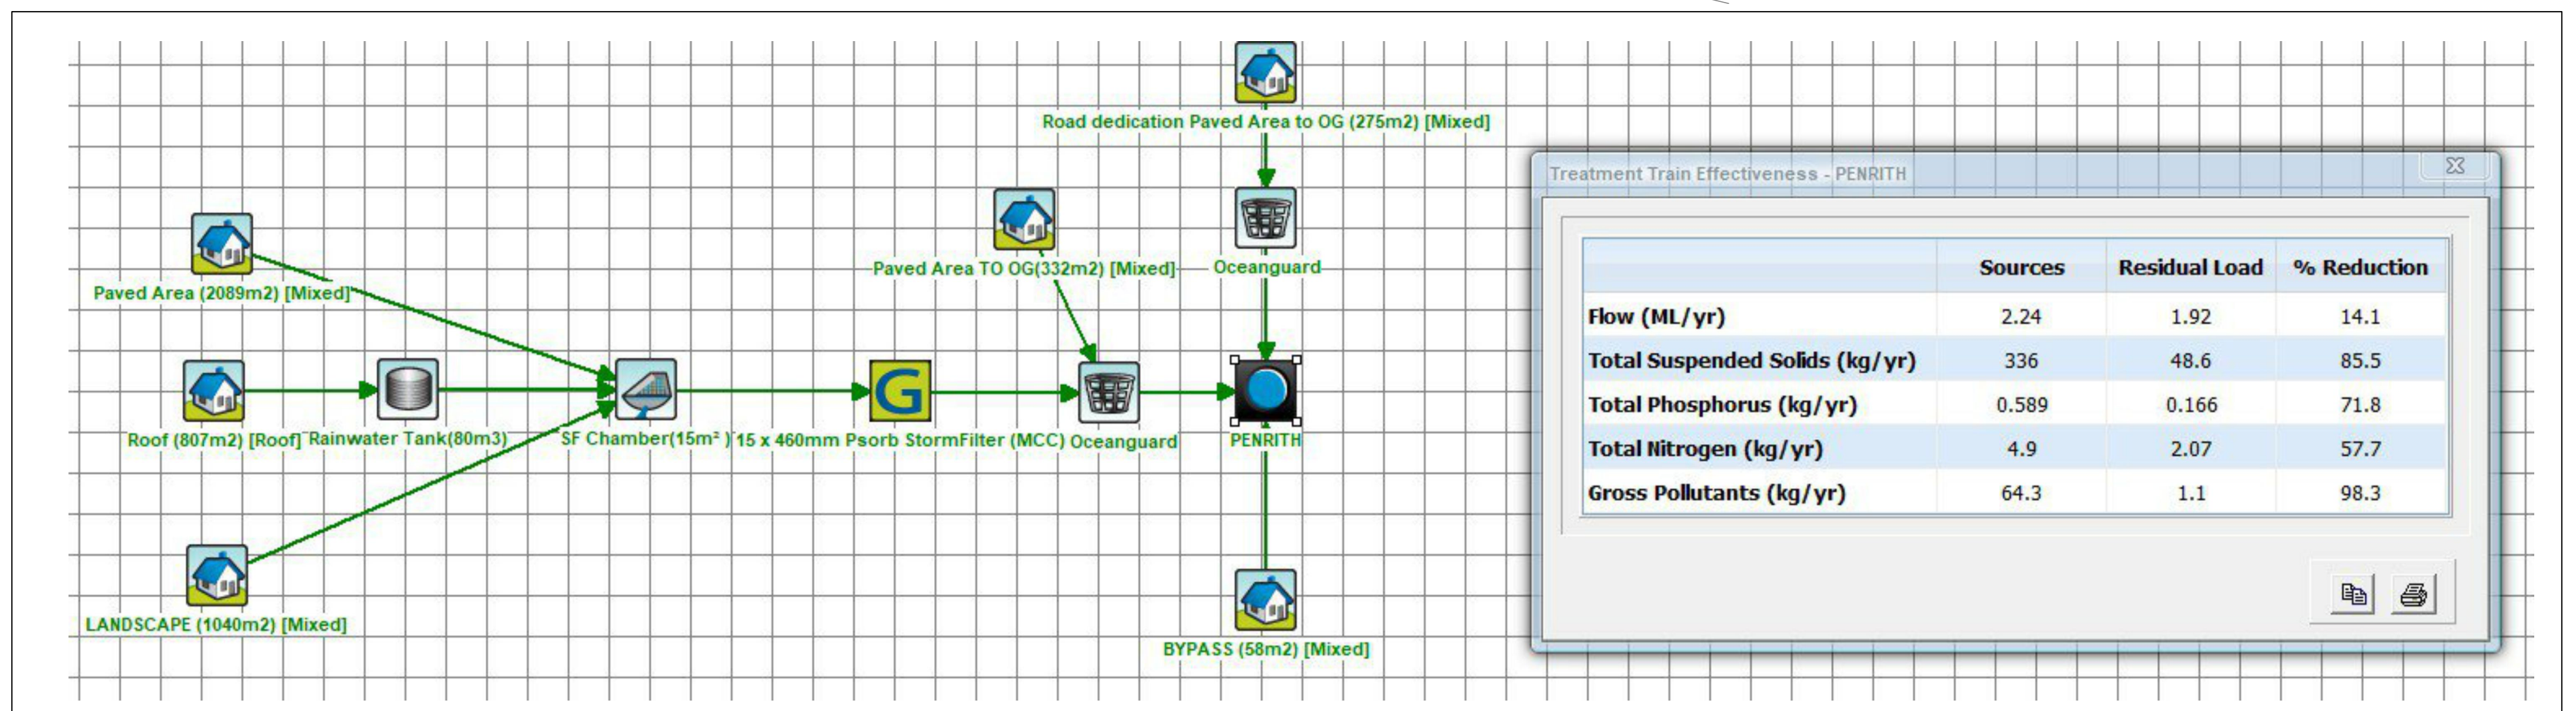 Road dedication Paved Area to OG (275m2) [Mixed]
Paved Area TO OG(332m2) [Mixed]
Oceanguard
Paved Area (2089m2) [Mixed]
Roof (807m2) [Roof]
Rainwater Tank(80m3)
SF Chamber(15m² )
15 x 460mm Psorb StormFilter (MCC)
Oceanguard
PENRITH
LANDSCAPE (1040m2) [Mixed]
BYPASS (58m2) [Mixed]
Treatment Train Effectiveness - PENRITH
Sources Residual Load % Reduction
Flow (ML/yr) 2.24 1.92 14.1
Total Suspended Solids (kg/yr) 336 48.6 85.5
Total Phosphorus (kg/yr) 0.589 0.166 71.8
Total Nitrogen (kg/yr) 4.9 2.07 57.7
Gross Pollutants (kg/yr) 64.3 1.1 98.3